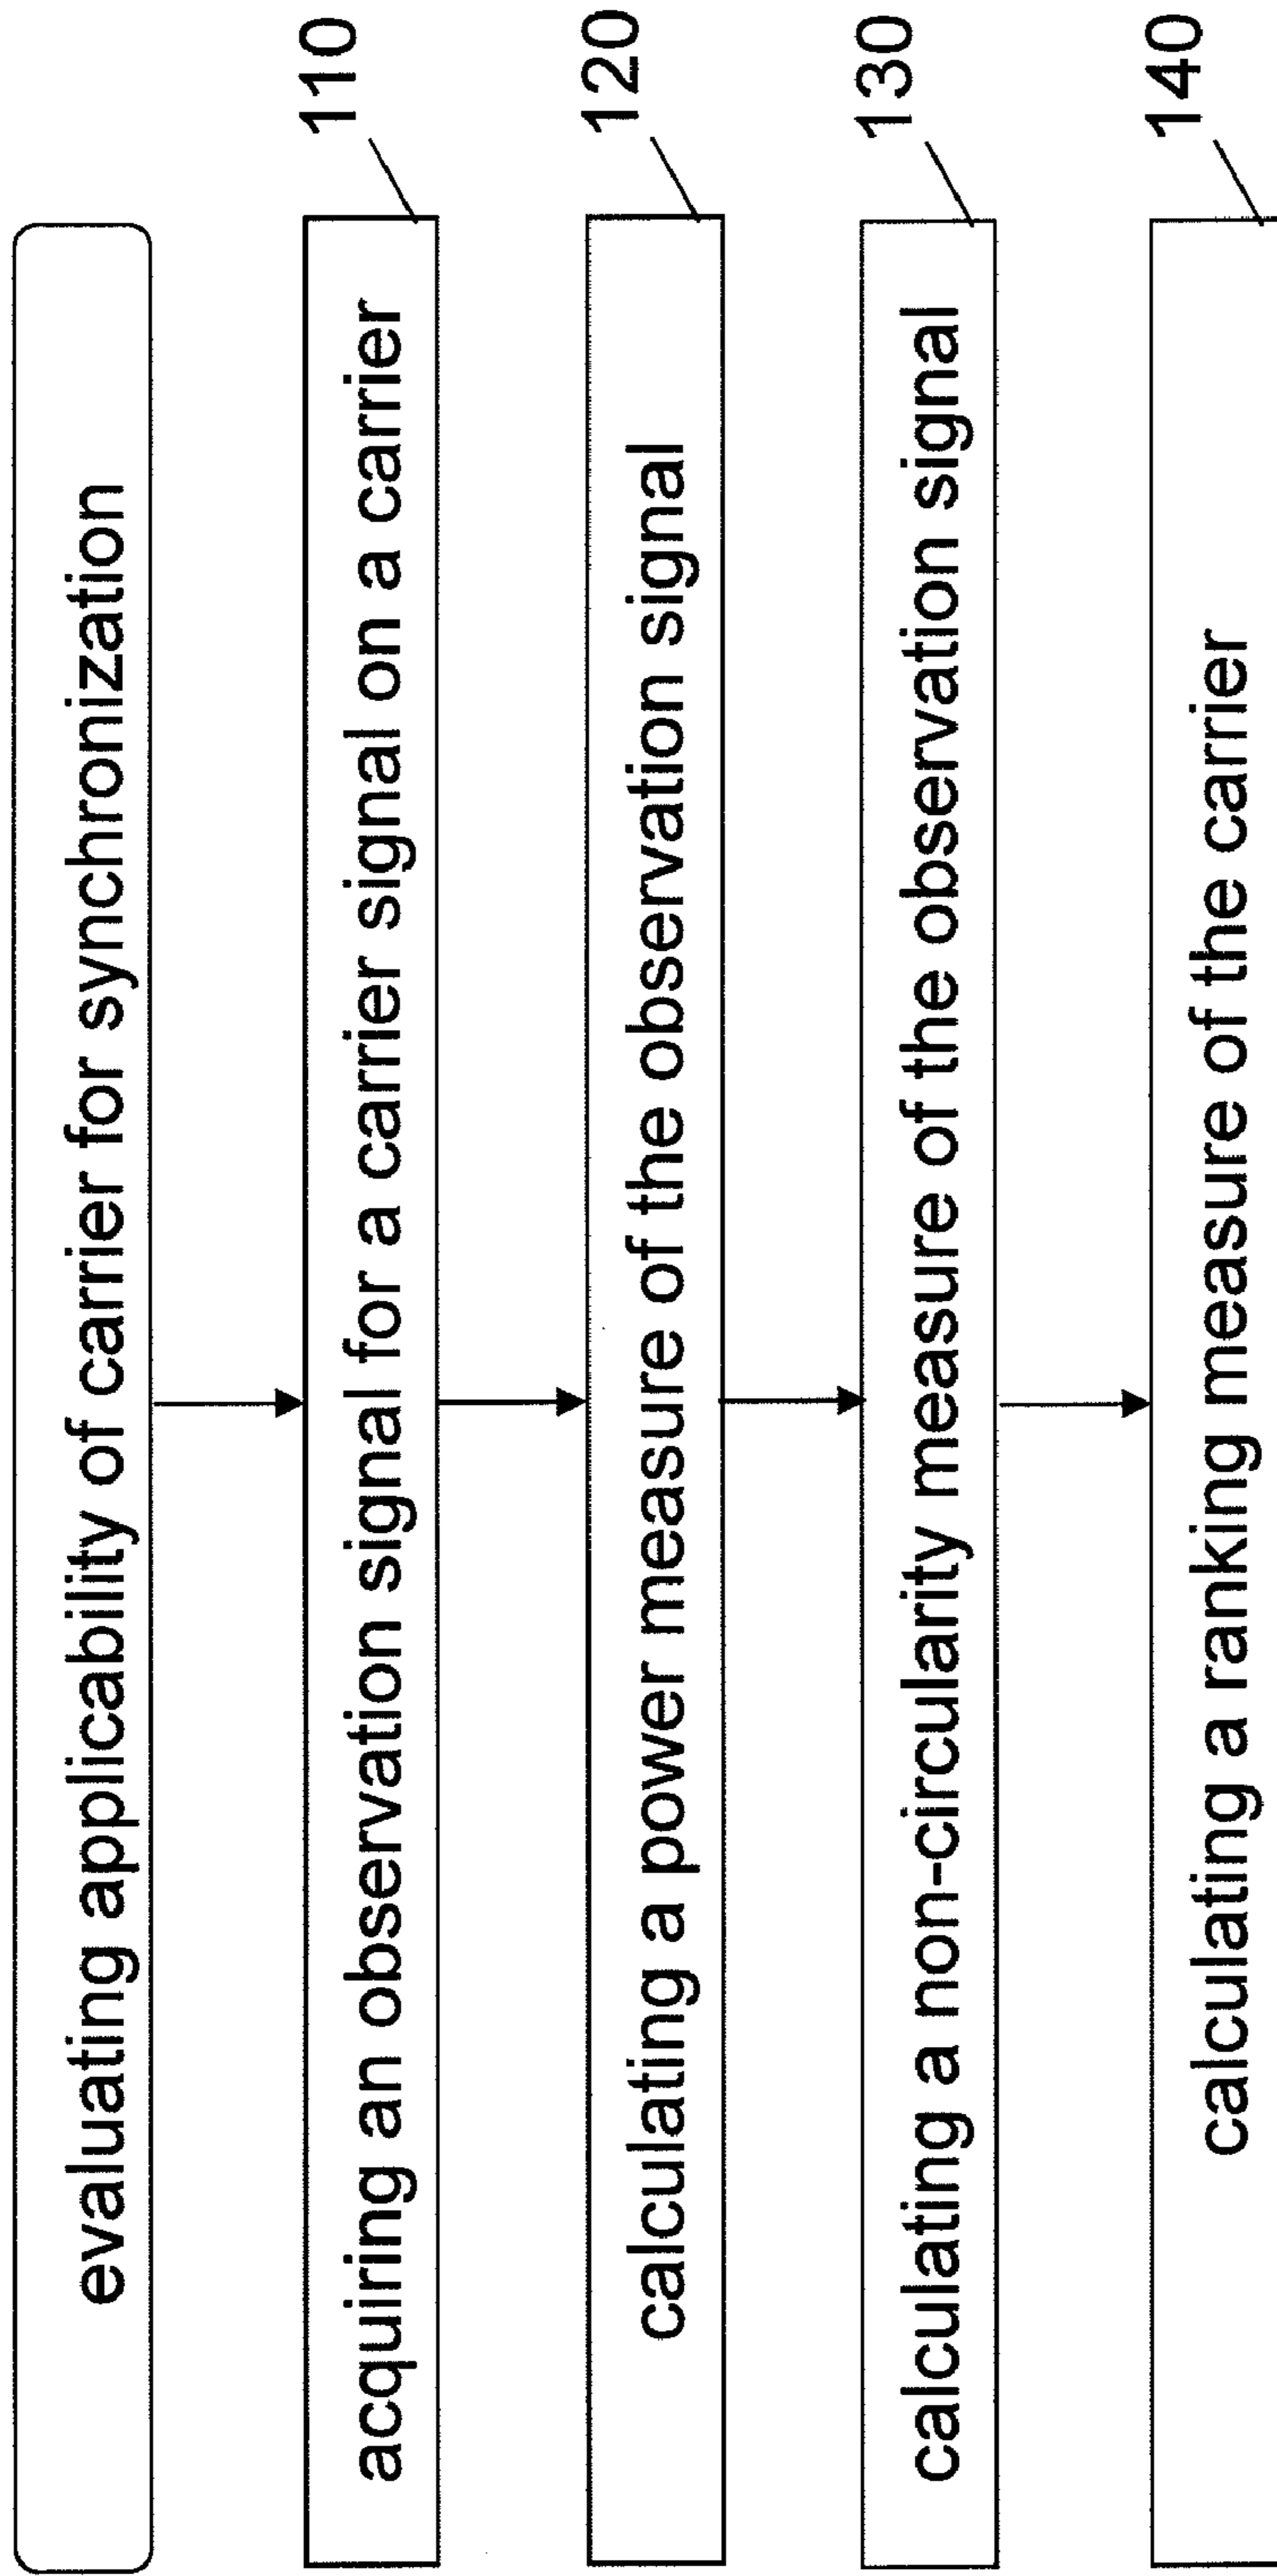 evaluating applicability of carrier for synchronization
acquiring an observation signal for a carrier signal on a carrier
110
calculating a power measure of the observation signal
120
calculating a non-circularity measure of the observation signal
130
calculating a ranking measure of the carrier
140